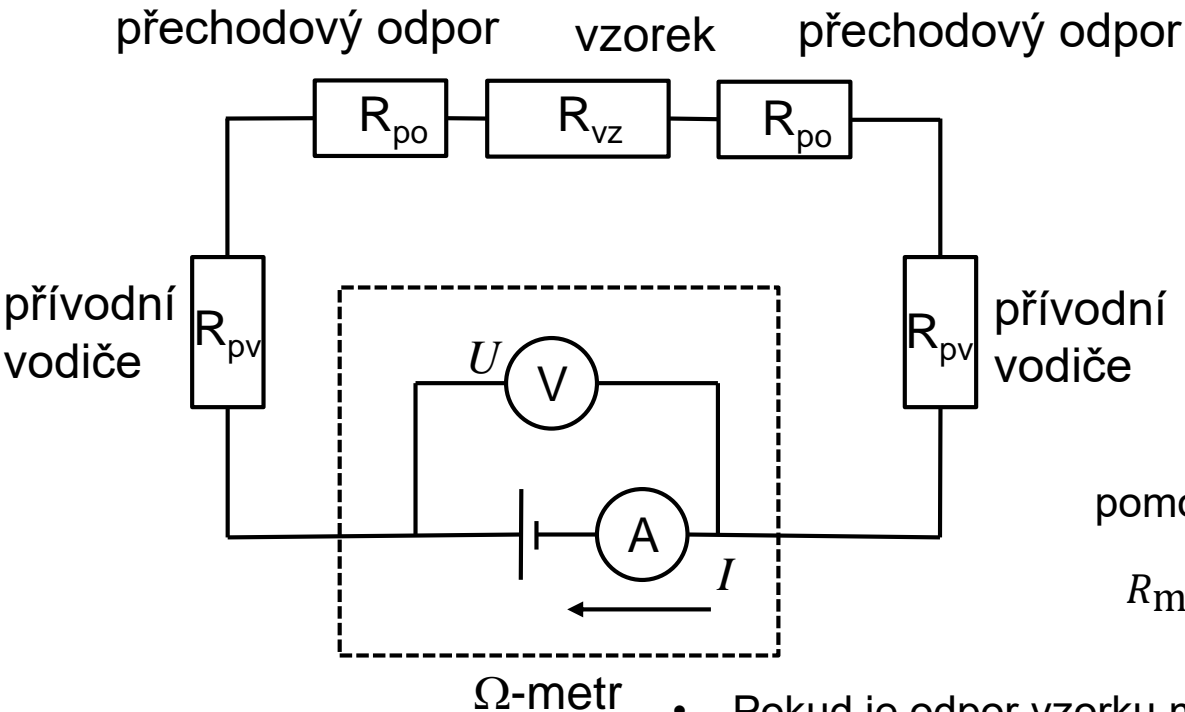 přechodový odpor vzorek přechodový odpor
R_po R_vz R_po
přívodní vodiče
R_pv
U
V
R_pv
přívodní vodiče
A
I
Ω-metr